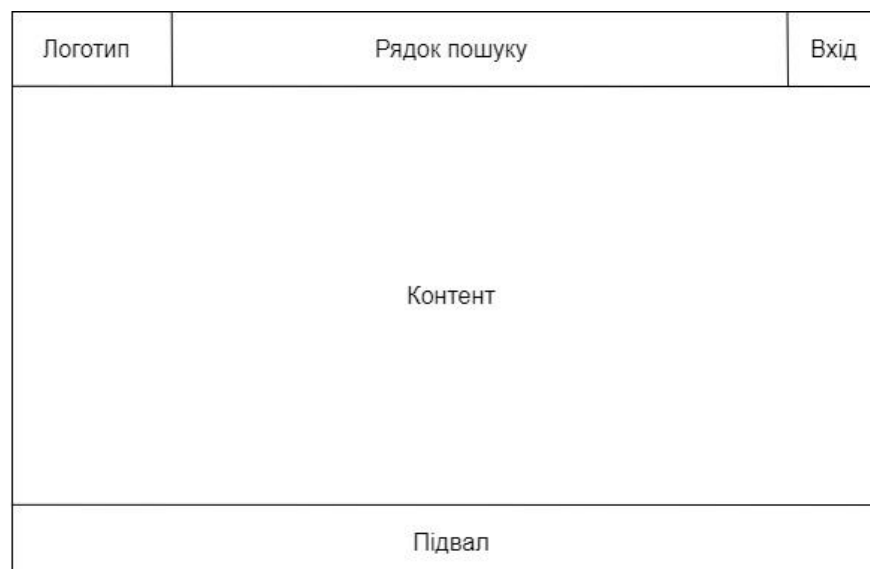 Логотип
Рядок пошуку
Вхід
Контент
Підвал